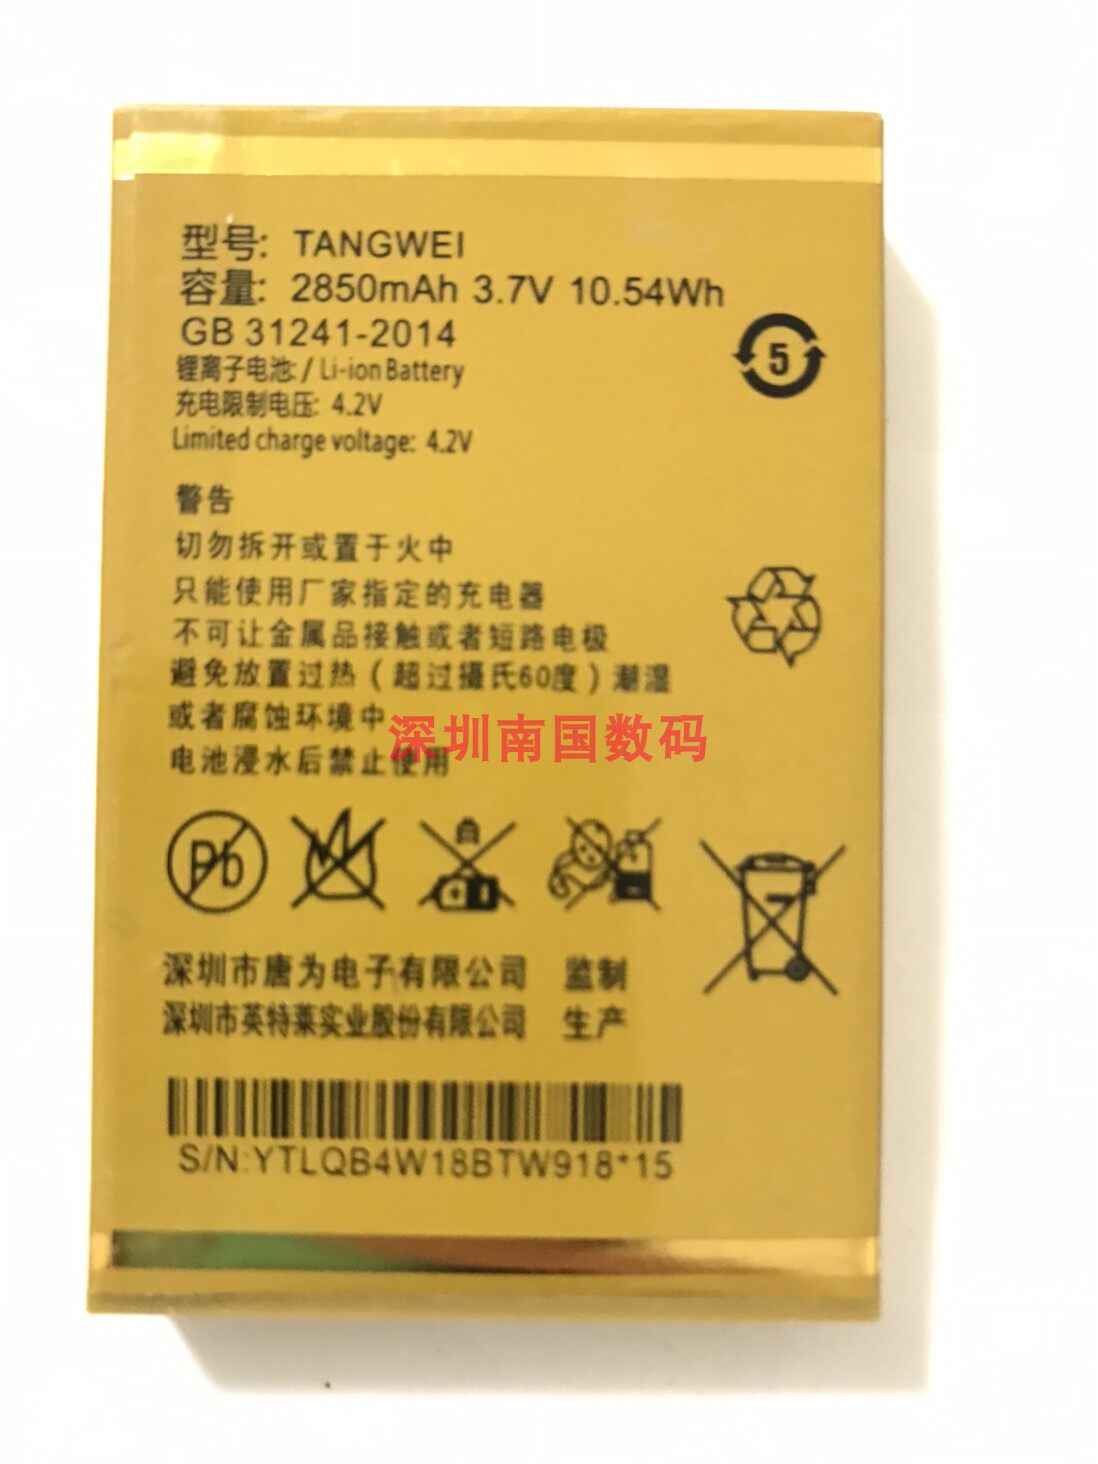 型号: TANGWEI
容量: 2850mAh 3.7V 10.54Wh
GB 31241-2014
锂离子电池: / Li-ion Battery
充电限制电压: 4.2V
Limited charge voltage: 4.2V
5
警告
切勿拆开或置于火中
只能使用厂家指定的充电器
不可让金属品接触或者短路电极
避免放置过热（超过摄氏60度）潮湿
或者腐蚀环境中
深圳南国数码
电池浸水后禁止使用
Pb
深圳市唐为电子有限公司 监制
深圳市英特莱实业股份有限公司 生产
S/N:YTLQB4W18BTW918*15